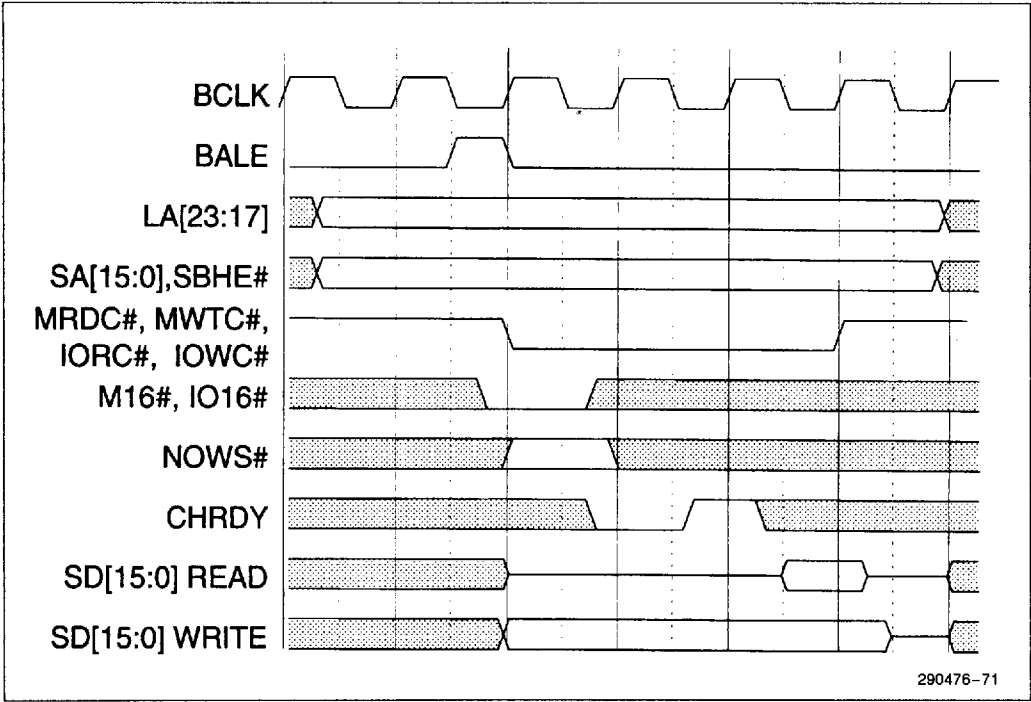 BCLK
BALE
LA[23:17]
SA[15:0],SBHE#
MRDC#, MWTC#,
IORC#, IOWC#
M16#, IO16#
NOWS#
CHRDY
SD[15:0] READ
SD[15:0] WRITE
290476-71